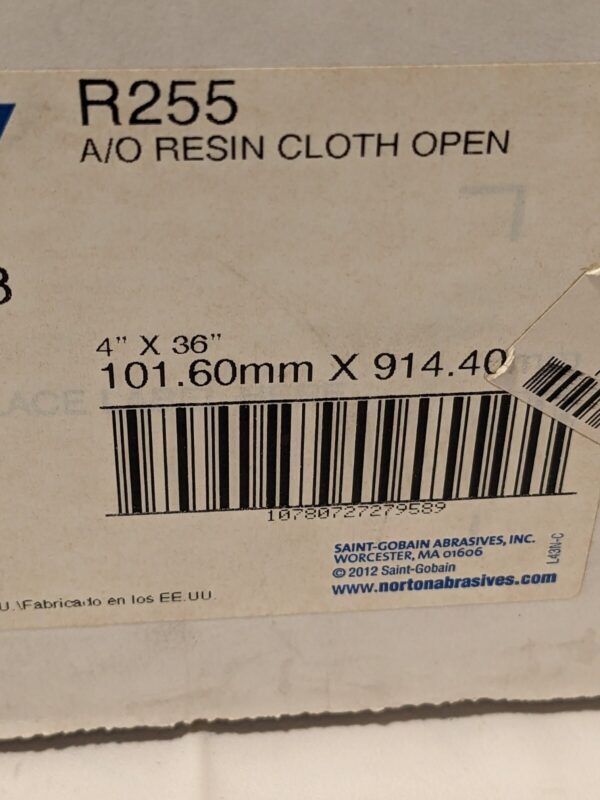 R255
A/O RESIN CLOTH OPEN
4" X 36"
101.60mm X 914.40
10780727279589
SAINT-GOBAIN ABRASIVES, INC.
WORCESTER, MA 01606
© 2012 Saint-Gobain
www.nortonabrasives.com
L43N-C
U.\Fabricado en los EE.UU.